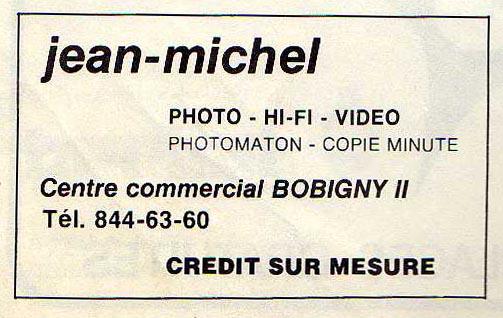 jean-michel
PHOTO - HI-FI - VIDEO
PHOTOMATON - COPIE MINUTE
Centre commercial BOBIGNY II
Tél. 844-63-60
CREDIT SUR MESURE